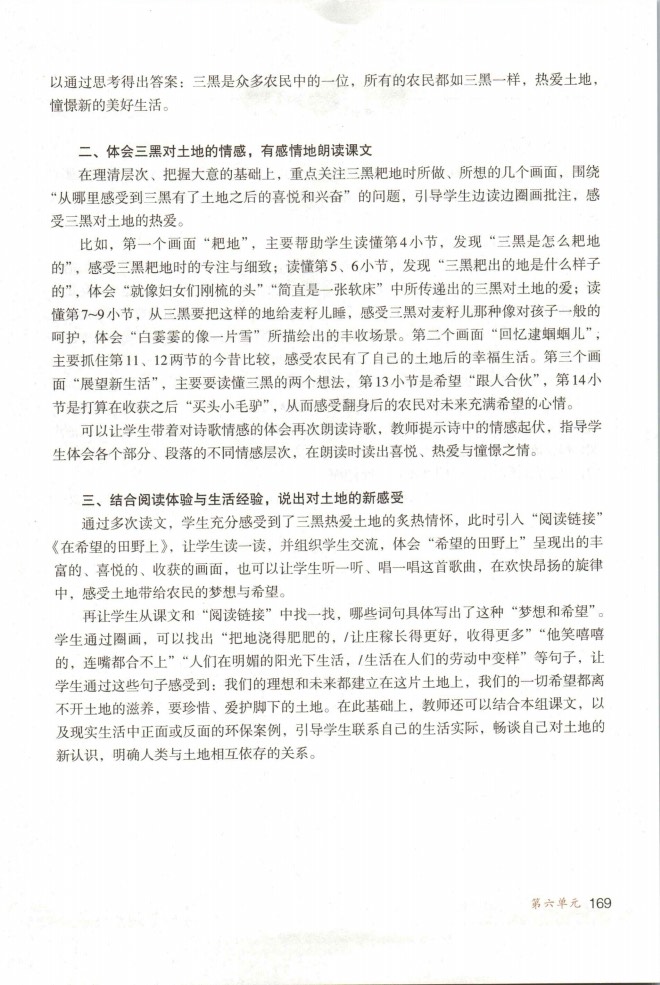 以通过思考得出答案：三黑是众多农民中的一位，所有的农民都如三黑一样，热爱土地，
憧憬新的美好生活。
二、体会三黑对土地的情感，有感情地朗读课文
在理清层次、把握大意的基础上，重点关注三黑耙地时所做、所想的几个画面，围绕
“从哪里感受到三黑有了土地之后的喜悦和兴奋”的问题，引导学生边读边圈画批注，感
受三黑对土地的热爱。
比如，第一个画面“耙地”，主要帮助学生读懂第4小节，发现“三黑是怎么耙地
的”，感受三黑耙地时的专注与细致；读懂第5、6小节，发现“三黑耙出的地是什么样子
的”，体会“就像妇女们刚梳的头”“简直是一张软床”中所传递出的三黑对土地的爱；读
懂第7~9小节，从三黑要把这样的地给麦籽儿睡，感受三黑对麦籽儿那种像对孩子一般的
呵护，体会“白霎霎的像一片雪”所描绘出的丰收场景。第二个画面“回忆逮蝈蝈儿”，
主要抓住第11、12两节的今昔比较，感受农民有了自己的土地后的幸福生活。第三个画
面“展望新生活”，主要要读懂三黑的两个想法，第13小节是希望“跟人合伙”，第14小
节是打算在收获之后“买头小毛驴”，从而感受翻身后的农民对未来充满希望的心情。
可以让学生带着对诗歌情感的体会再次朗读诗歌，教师提示诗中的情感起伏，指导学
生体会各个部分、段落的不同情感层次，在朗读时读出喜悦、热爱与憧憬之情。
三、结合阅读体验与生活经验，说出对土地的新感受
通过多次读文，学生充分感受到了三黑热爱土地的炙热情怀，此时引入“阅读链接”
《在希望的田野上》，让学生读一读，并组织学生交流，体会“希望的田野上”呈现出的丰
富的、喜悦的、收获的画面，也可以让学生听一听、唱一唱这首歌曲，在欢快昂扬的旋律
中，感受土地带给农民的梦想与希望。
再让学生从课文和“阅读链接”中找一找，哪些词句具体写出了这种“梦想和希望”。
学生通过圈画，可以找出“把地浇得肥肥的，/让庄稼长得更好，收得更多”“他笑嘻嘻
的，连嘴都合不上”“人们在明媚的阳光下生活，/生活在人们的劳动中变样”等句子，让
学生通过这些句子感受到：我们的理想和未来都建立在这片土地上，我们的一切希望都离
不开土地的滋养，要珍惜、爱护脚下的土地。在此基础上，教师还可以结合本组课文，以
及现实生活中正面或反面的环保案例，引导学生联系自己的生活实际，畅谈自己对土地的
新认识，明确人类与土地相互依存的关系。
第六单元 169